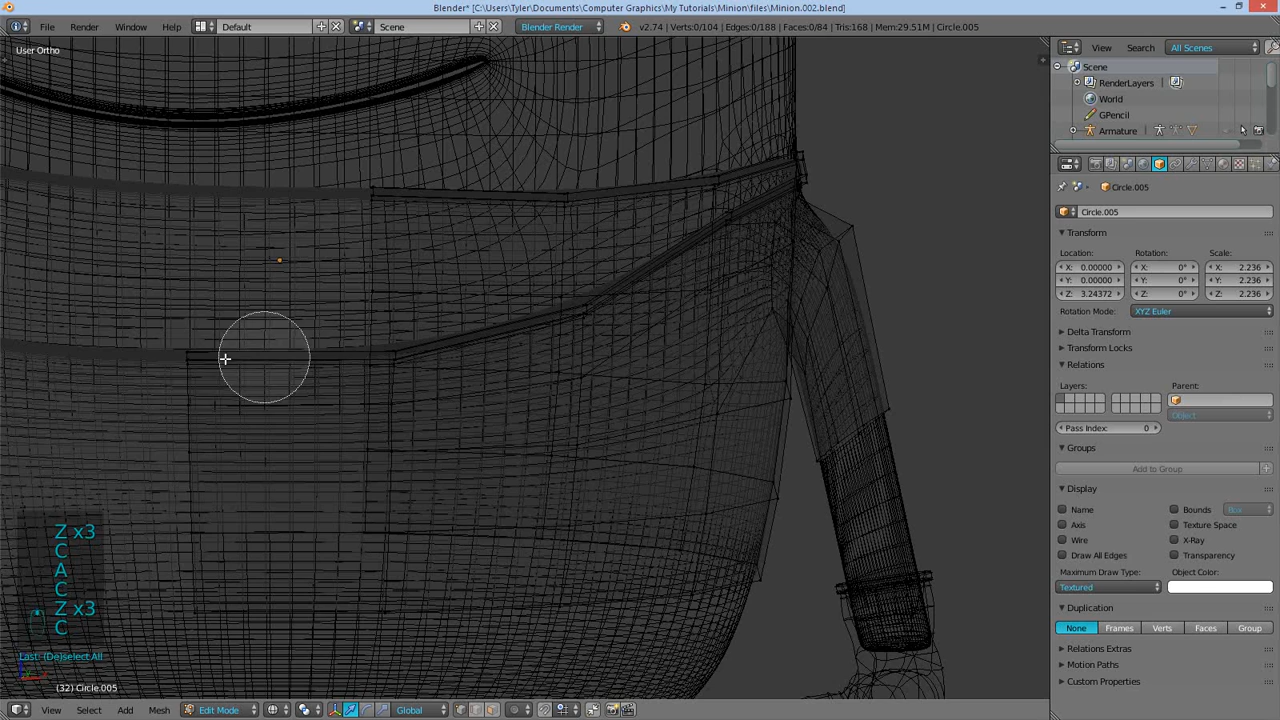 Blender* [C:\Users\Tyler\Documents\Computer Graphics\My Tutorials\Minion\files\Minion.002.blend]
File Render Window Help Default Scene Blender Render v2.74 | Verts:0/104 | Edges:0/188 | Faces:0/84 | Tris:168 | Mem:29.51M | Circle.005
User Ortho
View Search All Scenes
Scene
RenderLayers
World
GPencil
Armature
Circle.005
Circle.005
Transform
Location: Rotation: Scale:
X: 0.00000 X: 0° X: 2.236
Y: 0.00000 Y: 0° Y: 2.236
Z: 3.24372 Z: 0° Z: 2.236
Rotation Mode: XYZ Euler
Delta Transform
Transform Locks
Relations
Layers: Parent:
Object
Pass Index: 0
Groups
Add to Group
Display
Name Bounds Box
Axis Texture Space
Wire X-Ray
Draw All Edges Transparency
Maximum Draw Type: Object Color:
Textured
Duplication
None Frames Verts Faces Group
Relations Extras
Motion Paths
Custom Properties
Z x3
C
A
C
Z x3
C
Last: (De)select All
(32) Circle.005
View Select Add Mesh Edit Mode Global